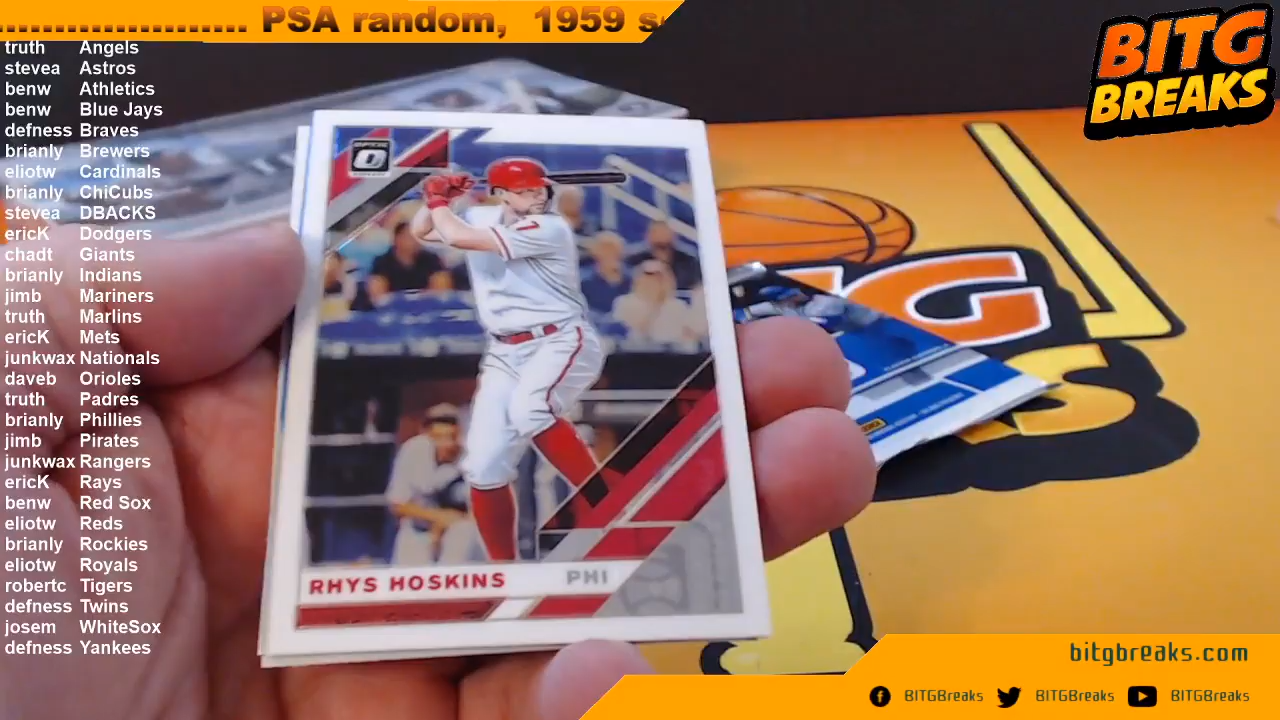 .................. PSA random, 1959 s
BITG
BREAKS
truth Angels
stevea Astros
benw Athletics
benw Blue Jays
defness Braves
brianly Brewers
eliotw Cardinals
brianly ChiCubs
stevea DBACKS
ericK Dodgers
chadt Giants
brianly Indians
jimb Mariners
truth Marlins
ericK Mets
junkwax Nationals
daveb Orioles
truth Padres
brianly Phillies
jimb Pirates
junkwax Rangers
ericK Rays
benw Red Sox
eliotw Reds
brianly Rockies
eliotw Royals
robertc Tigers
defness Twins
josem WhiteSox
defness Yankees
OPTIC
RHYS HOSKINS PHI
bitgbreaks.com
BITGBreaks BITGBreaks BITGBreaks